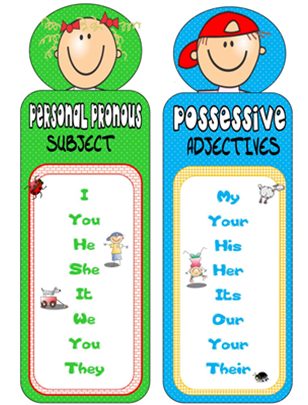 PERSONAL PRONOUS
SUBJECT
I
You
He
She
It
We
You
They
POSSESSIVE
ADJECTIVES
My
Your
His
Her
Its
Our
Your
Their